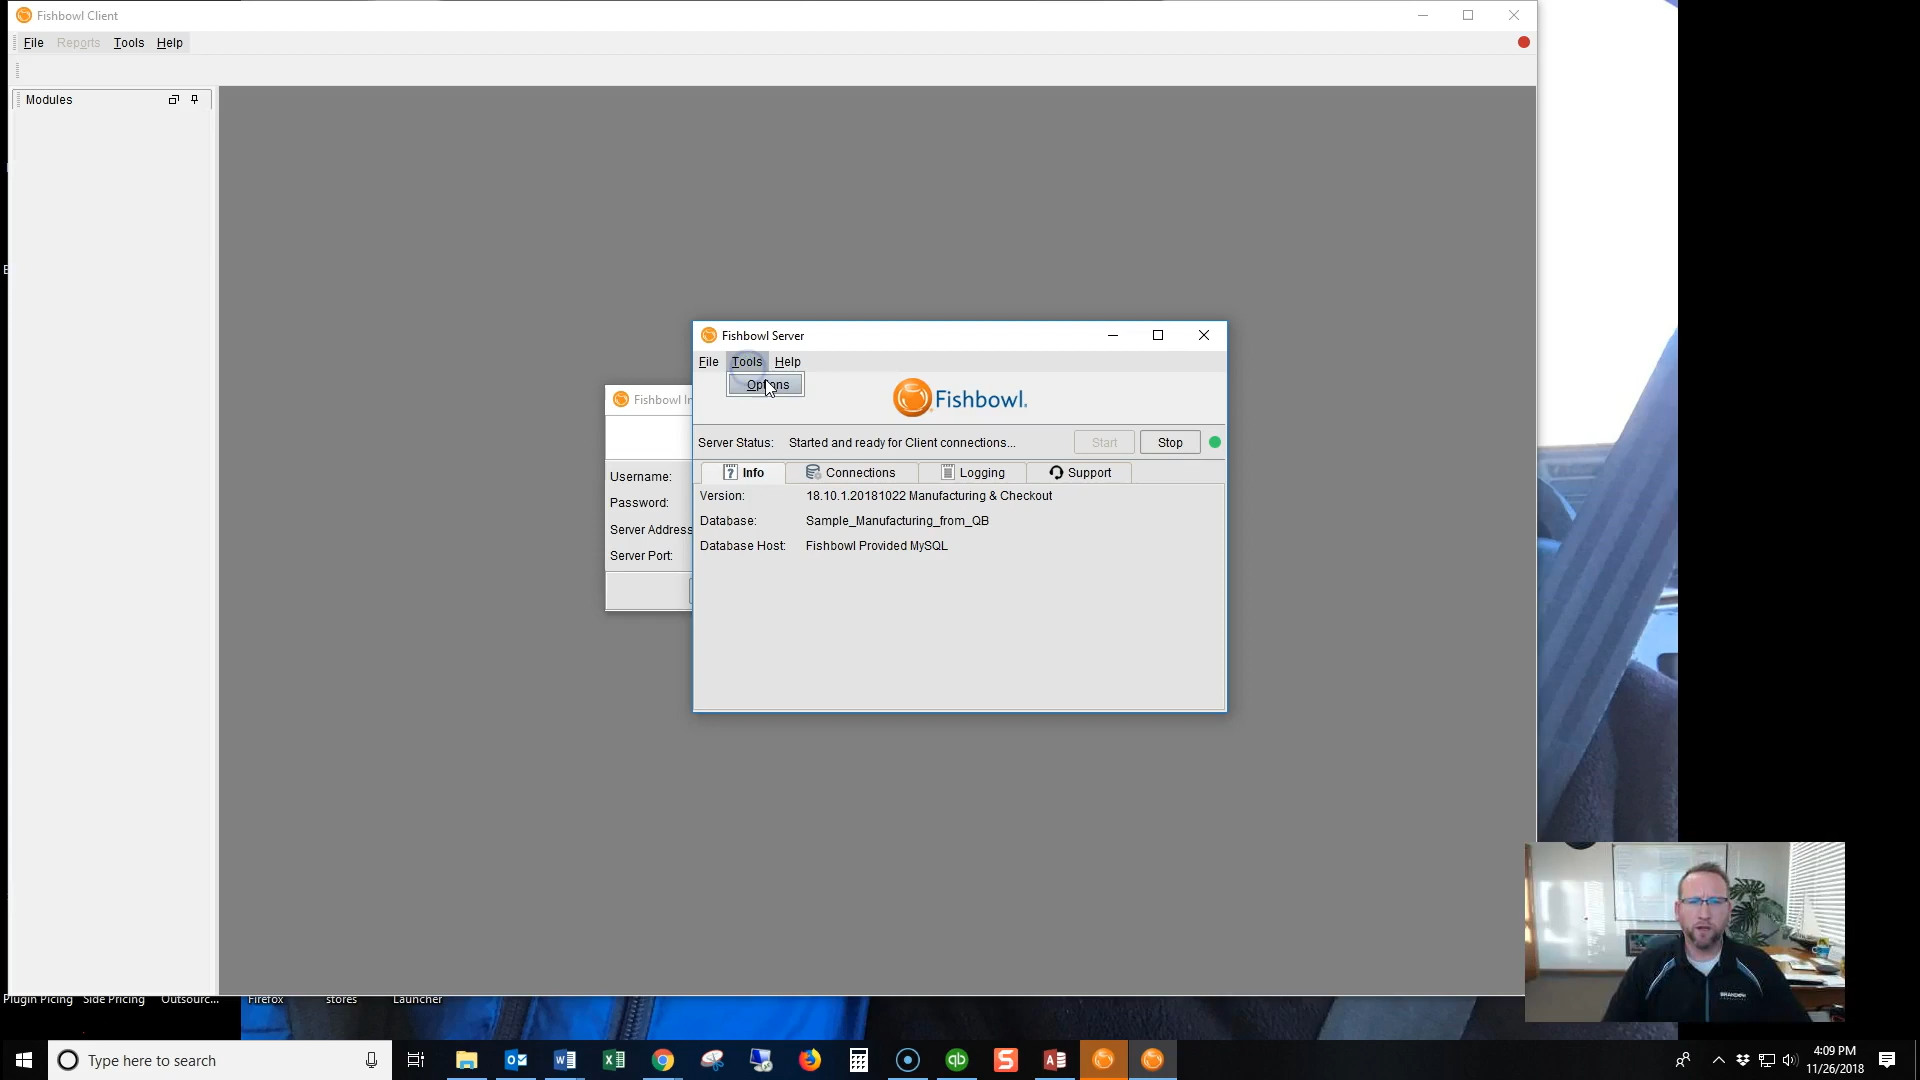 Fishbowl Client
File Reports Tools Help
Modules
Fishbowl Server
File Tools Help
Options
Fishbowl
Fishbowl In
Server Status: Started and ready for Client connections... Start Stop
Info Connections Logging Support
Username:
Password:
Server Address
Server Port:
Version: 18.10.1.20181022 Manufacturing & Checkout
Database: Sample_Manufacturing_from_QB
Database Host: Fishbowl Provided MySQL
Plugin Picing Side Pricing Outsourc... Firefox stores Launcher
Type here to search
4:09 PM
11/26/2018